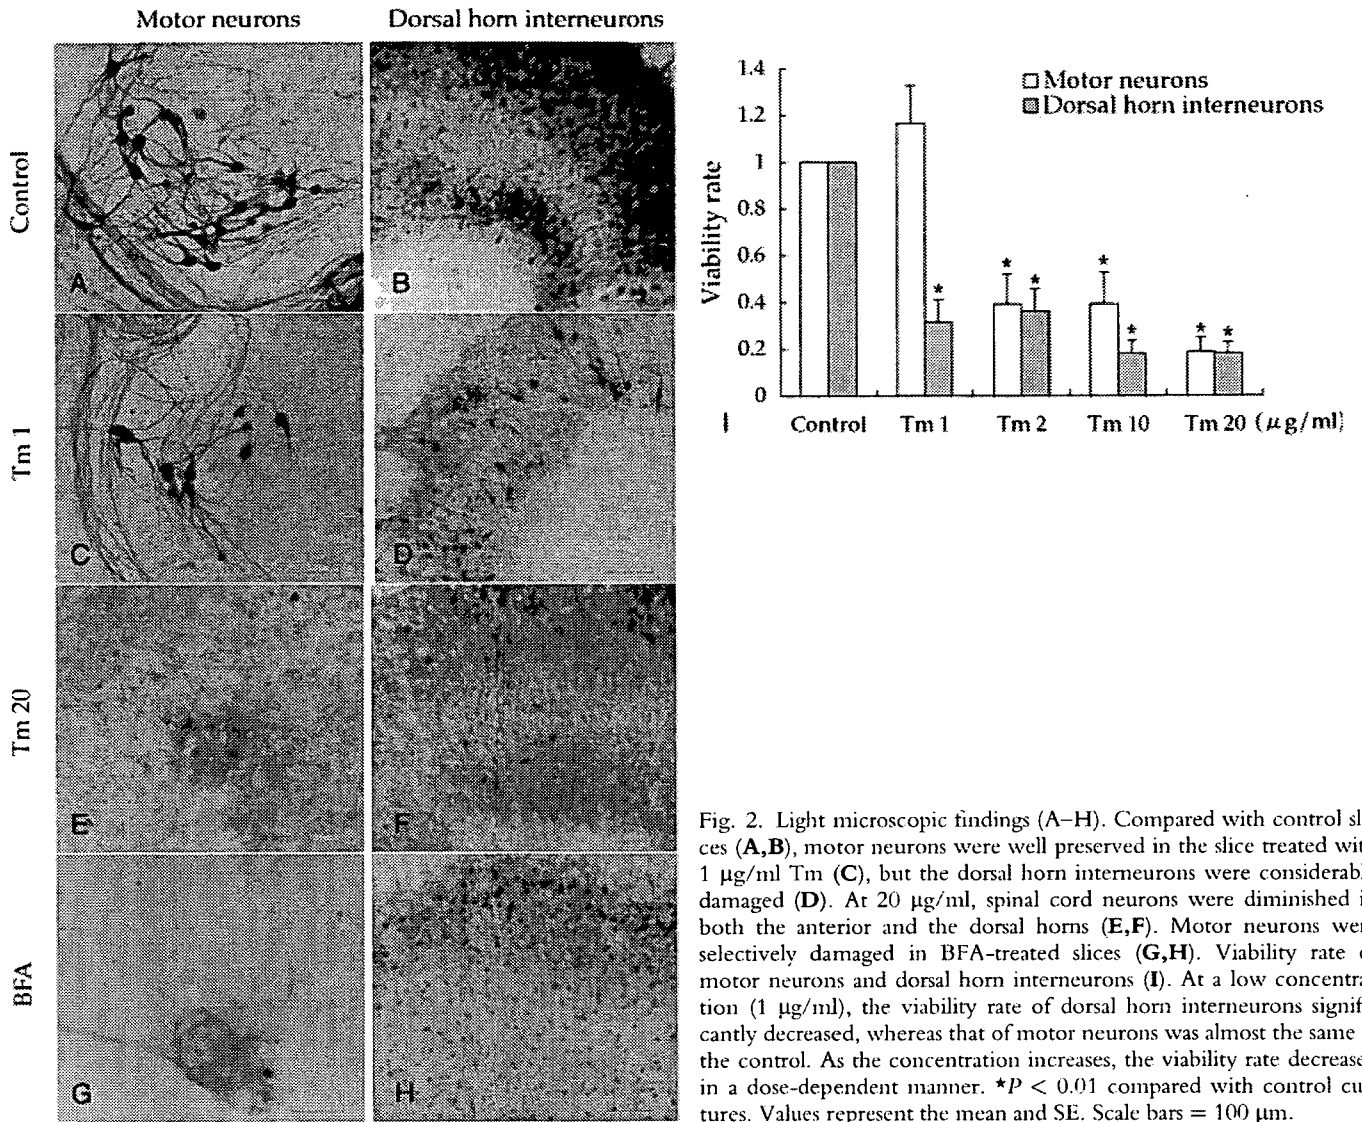 Motor neurons Dorsal horn interneurons
Control
Tm 1
Tm 20
BFA
A
B
C
D
E
F
G
H
1.4
1.2
1
0.8
0.6
0.4
0.2
0
Viability rate
Motor neurons
Dorsal horn interneurons
*
* *
* *
* *
I Control Tm 1 Tm 2 Tm 10 Tm 20 (μg/ml)
Fig. 2. Light microscopic findings (A–H). Compared with control sli
ces (A,B), motor neurons were well preserved in the slice treated wit
1 μg/ml Tm (C), but the dorsal horn interneurons were considerabl
damaged (D). At 20 μg/ml, spinal cord neurons were diminished i
both the anterior and the dorsal horns (E,F). Motor neurons wer
selectively damaged in BFA-treated slices (G,H). Viability rate o
motor neurons and dorsal horn interneurons (I). At a low concentra
tion (1 μg/ml), the viability rate of dorsal horn interneurons signifi
cantly decreased, whereas that of motor neurons was almost the same
the control. As the concentration increases, the viability rate decrease
in a dose-dependent manner. *P < 0.01 compared with control cul
tures. Values represent the mean and SE. Scale bars = 100 μm.